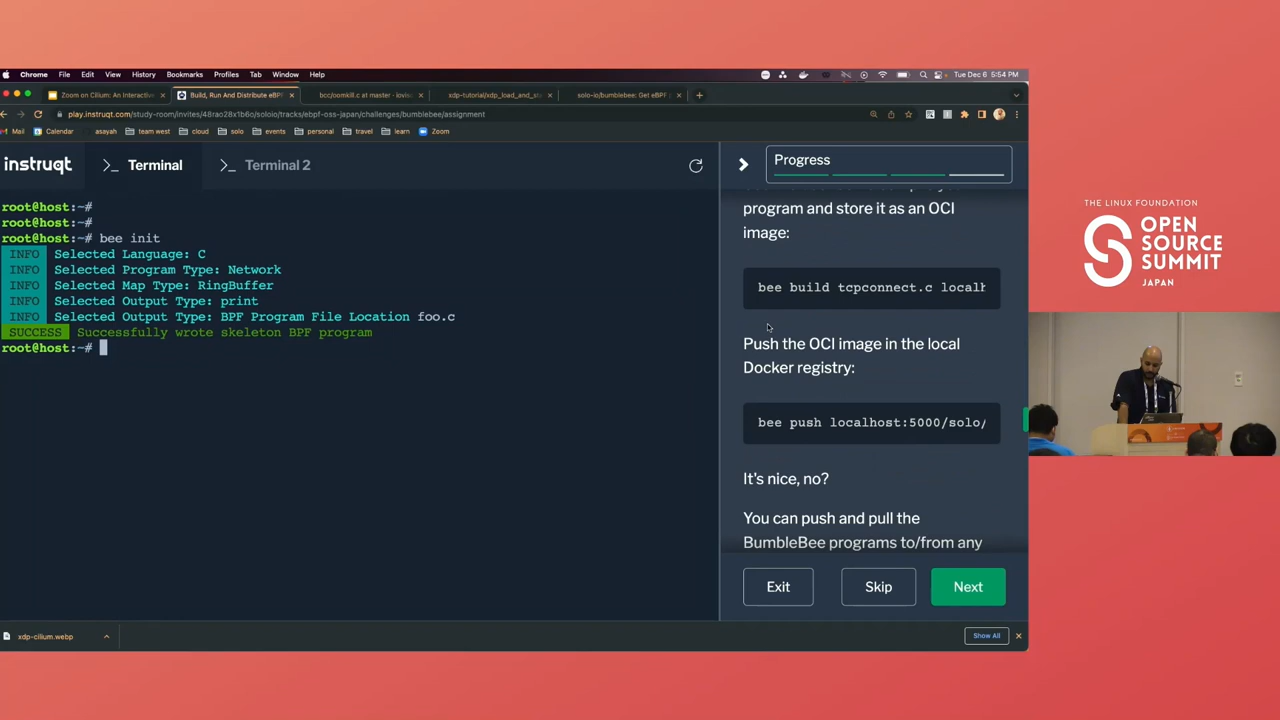 Chrome File Edit View History Bookmarks Profiles Tab Window Help
Tue Dec 6 5:54 PM
Zoom on Cilium: An Interactive
Build, Run And Distribute eBPF
bcc/oomkill.c at master · iovis
xdp-tutorial/xdp_load_and_sta
solo-io/bumblebee: Get eBPF
play.instruqt.com/study-room/invites/48rao28x1b6o/soloio/tracks/ebpf-oss-japan/challenges/bumblebee/assignment
Mail Calendar asayah team west cloud solo events personal travel learn Zoom
instruqt
>_ Terminal
>_ Terminal 2
root@host:~#
root@host:~#
root@host:~# bee init
INFO Selected Language: C
INFO Selected Program Type: Network
INFO Selected Map Type: RingBuffer
INFO Selected Output Type: print
INFO Selected Output Type: BPF Program File Location foo.c
SUCCESS Successfully wrote skeleton BPF program
root@host:~#
Progress
program and store it as an OCI
image:
bee build tcpconnect.c localh
Push the OCI image in the local
Docker registry:
bee push localhost:5000/solo/
It's nice, no?
You can push and pull the
BumbleBee programs to/from any
Exit
Skip
Next
xdp-cilium.webp
Show All
THE LINUX FOUNDATION
OPEN
SOURCE
SUMMIT
JAPAN